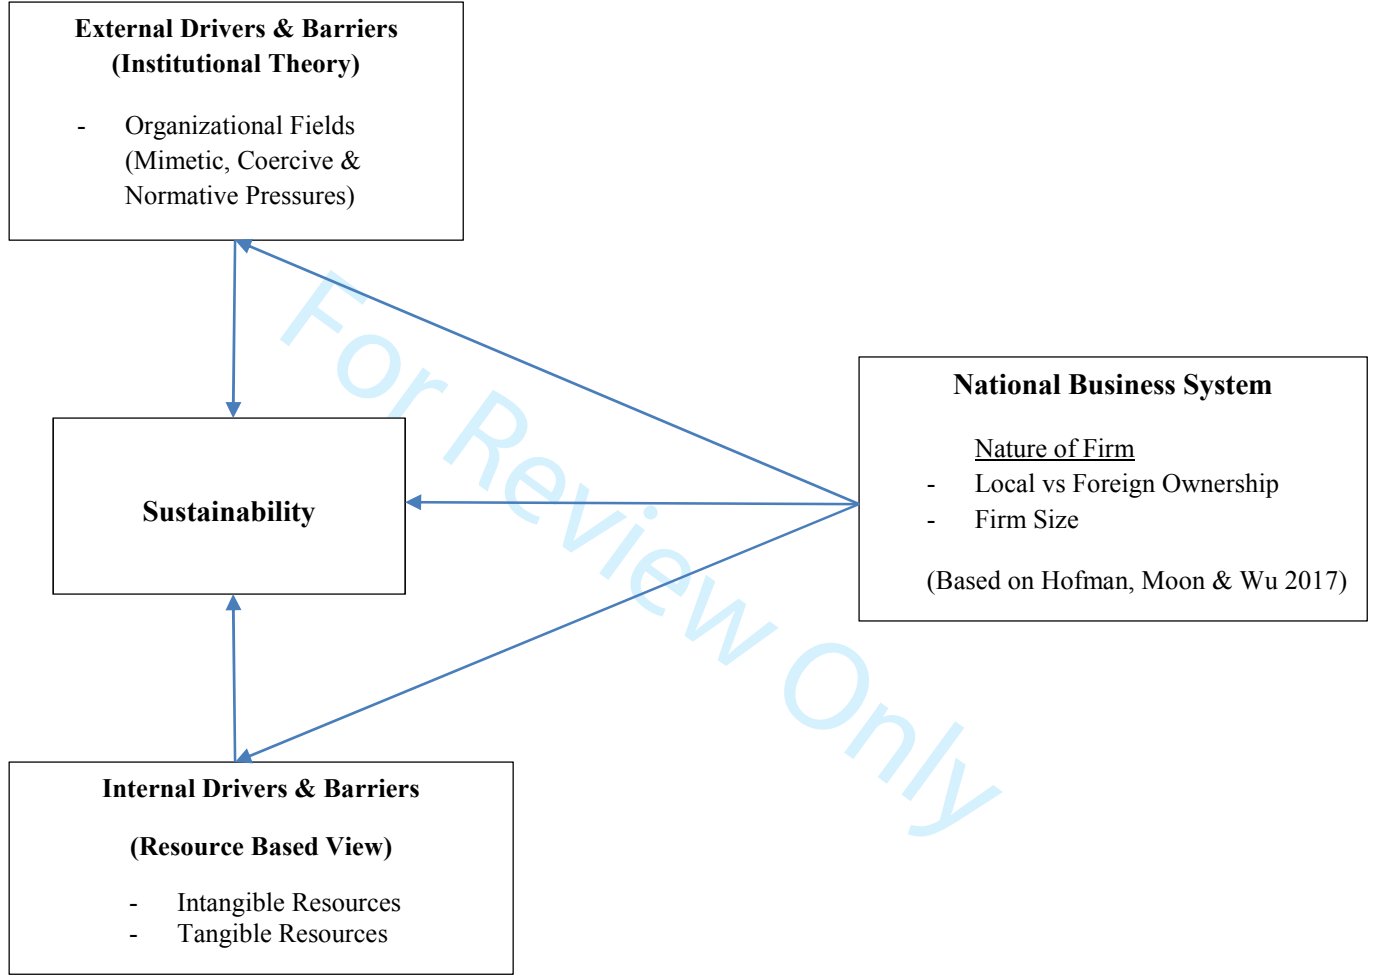 External Drivers & Barriers
(Institutional Theory)
- Organizational Fields
(Mimetic, Coercive &
Normative Pressures)
For Review Only
National Business System
Nature of Firm
- Local vs Foreign Ownership
- Firm Size
(Based on Hofman, Moon & Wu 2017)
Sustainability
Internal Drivers & Barriers
(Resource Based View)
- Intangible Resources
- Tangible Resources